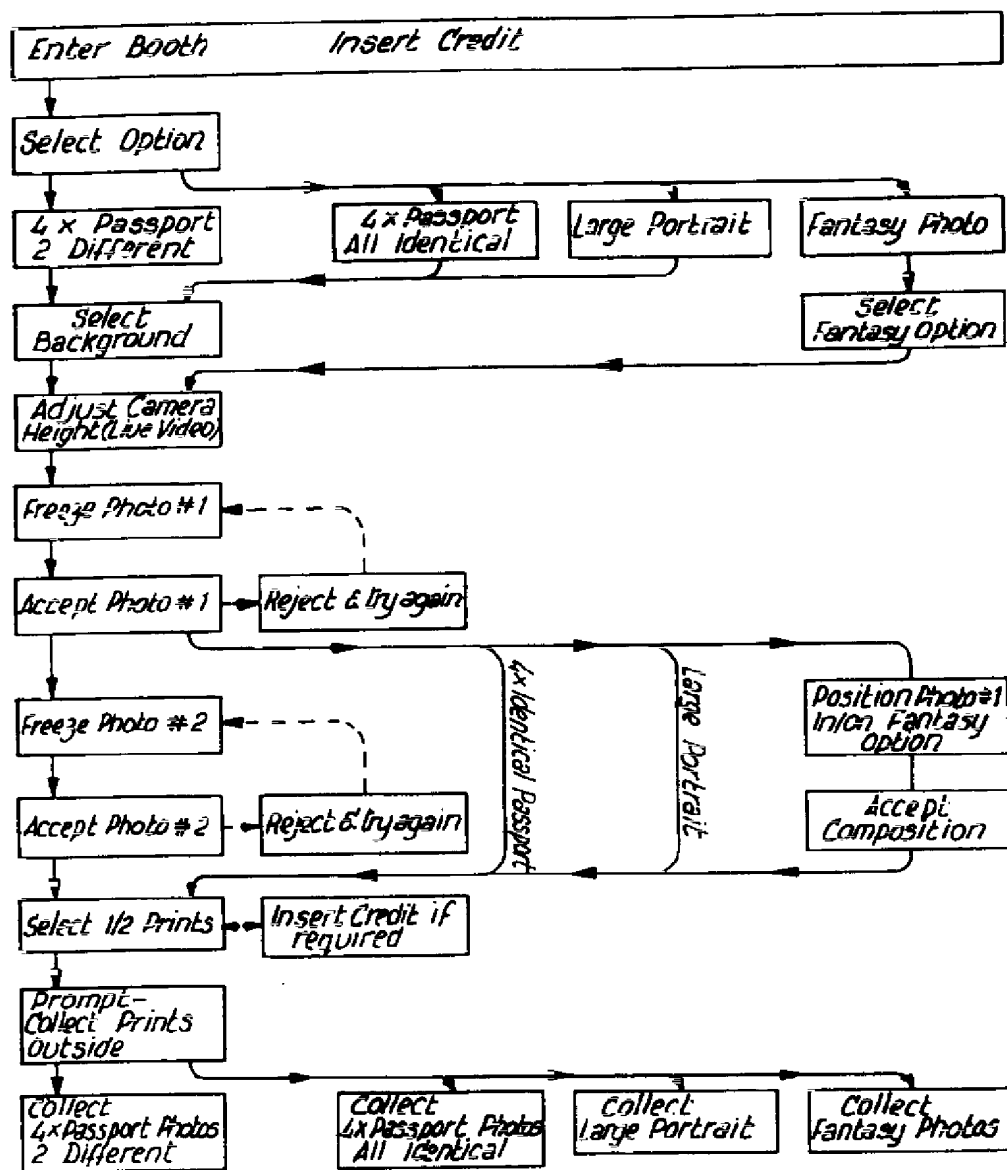 Enter Booth Insert Credit
Select Option
4 x Passport
2 Different
4 x Passport
All Identical
Large Portrait
Fantasy Photo
Select
Background
Select
Fantasy Option
Adjust Camera
Height (Live Video)
Freeze Photo #1
Accept Photo #1
Reject & try again
Freeze Photo #2
4x Identical Passport
Large Portrait
Position Photo #1
In/on Fantasy
Option
Accept Photo #2
Reject & try again
Accept
Composition
Select 1/2 Prints
Insert Credit if
required
Prompt-
Collect Prints
Outside
Collect
4x Passport Photos
2 Different
Collect
4x Passport Photos
All Identical
Collect
Large Portrait
Collect
Fantasy Photos